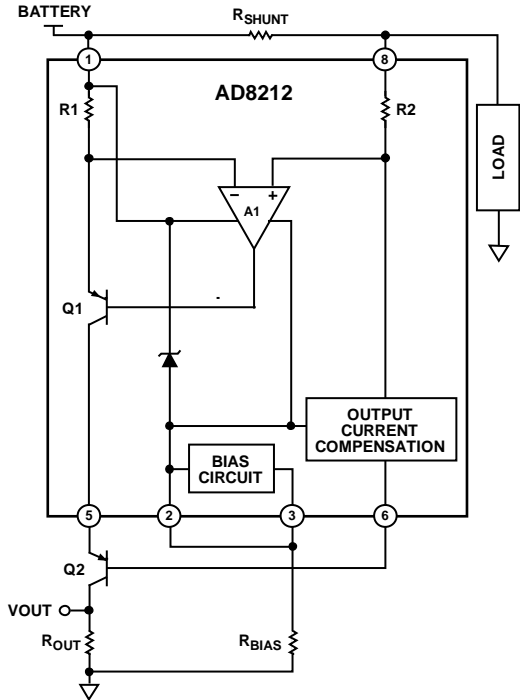 BATTERY
RSHUNT
1
8
AD8212
R1
R2
LOAD
− +
A1
Q1
OUTPUT
CURRENT
COMPENSATION
BIAS
CIRCUIT
5
2
3
6
Q2
VOUT
ROUT
RBIAS